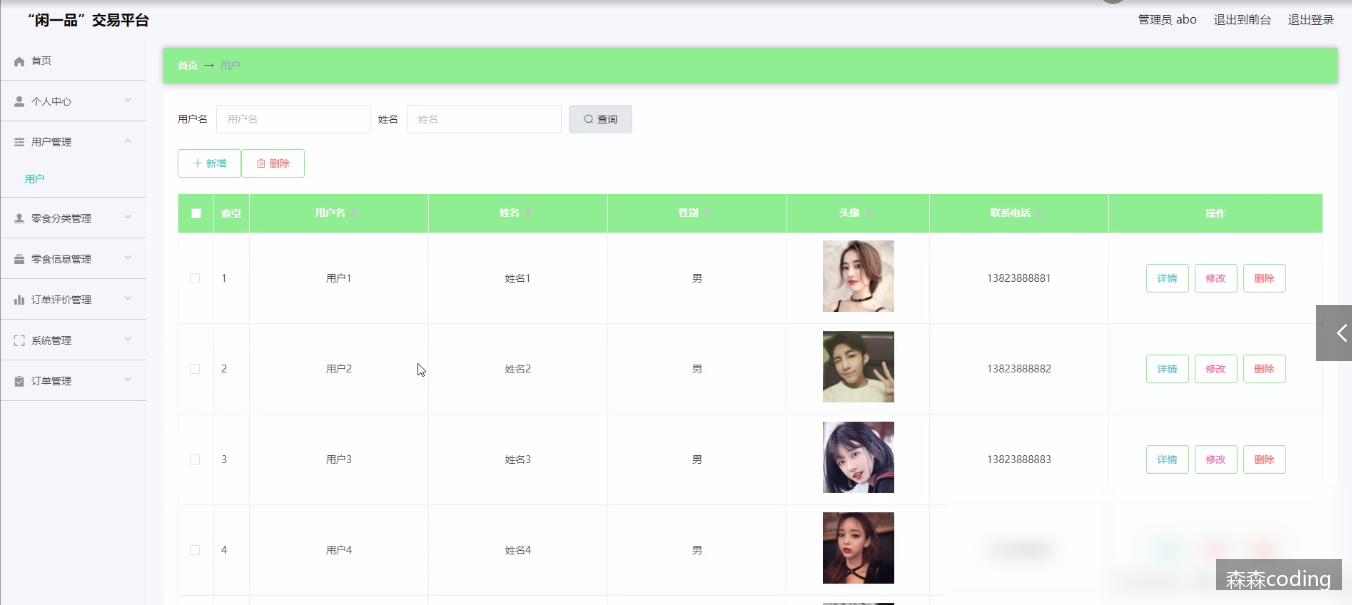 “闲一品”交易平台
管理员 abo 退出到前台 退出登录
首页
个人中心
用户管理
用户
零食分类管理
零食信息管理
订单评价管理
系统管理
订单管理
首页 → 用户
用户名 用户名 姓名 姓名 查询
新增 删除
索引 用户名 姓名 性别 头像 联系电话 操作
1 用户1 姓名1 男 13823888881 详情 修改 删除
2 用户2 姓名2 男 13823888882 详情 修改 删除
3 用户3 姓名3 男 13823888883 详情 修改 删除
4 用户4 姓名4 男
森森coding